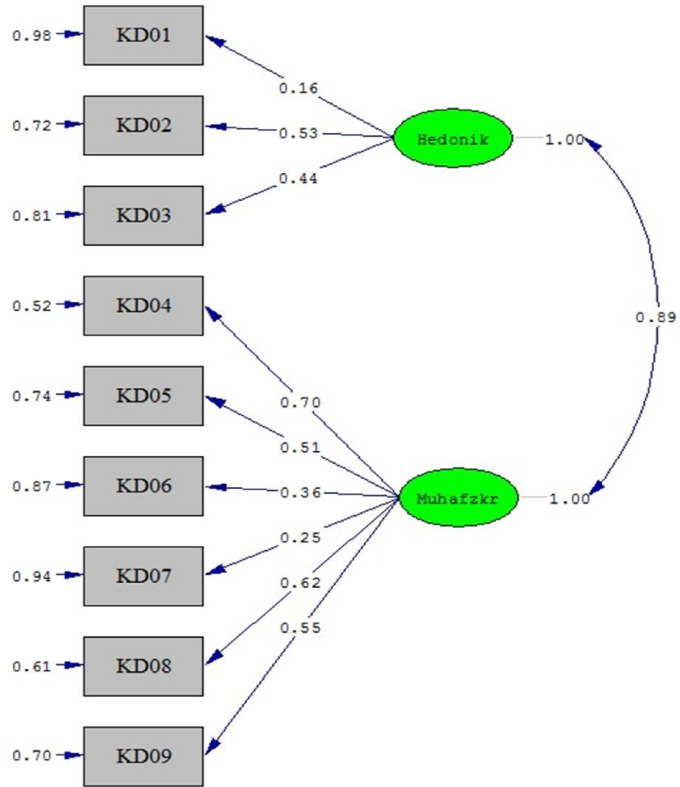 0.98 KD01
0.16
0.72 KD02 0.53 Hedonik 1.00
0.44
0.81 KD03
0.52 KD04
0.89
0.74 KD05 0.70
0.51
0.87 KD06 0.36 Muhafzkr 1.00
0.25
0.94 KD07
0.62
0.55
0.61 KD08
0.70 KD09